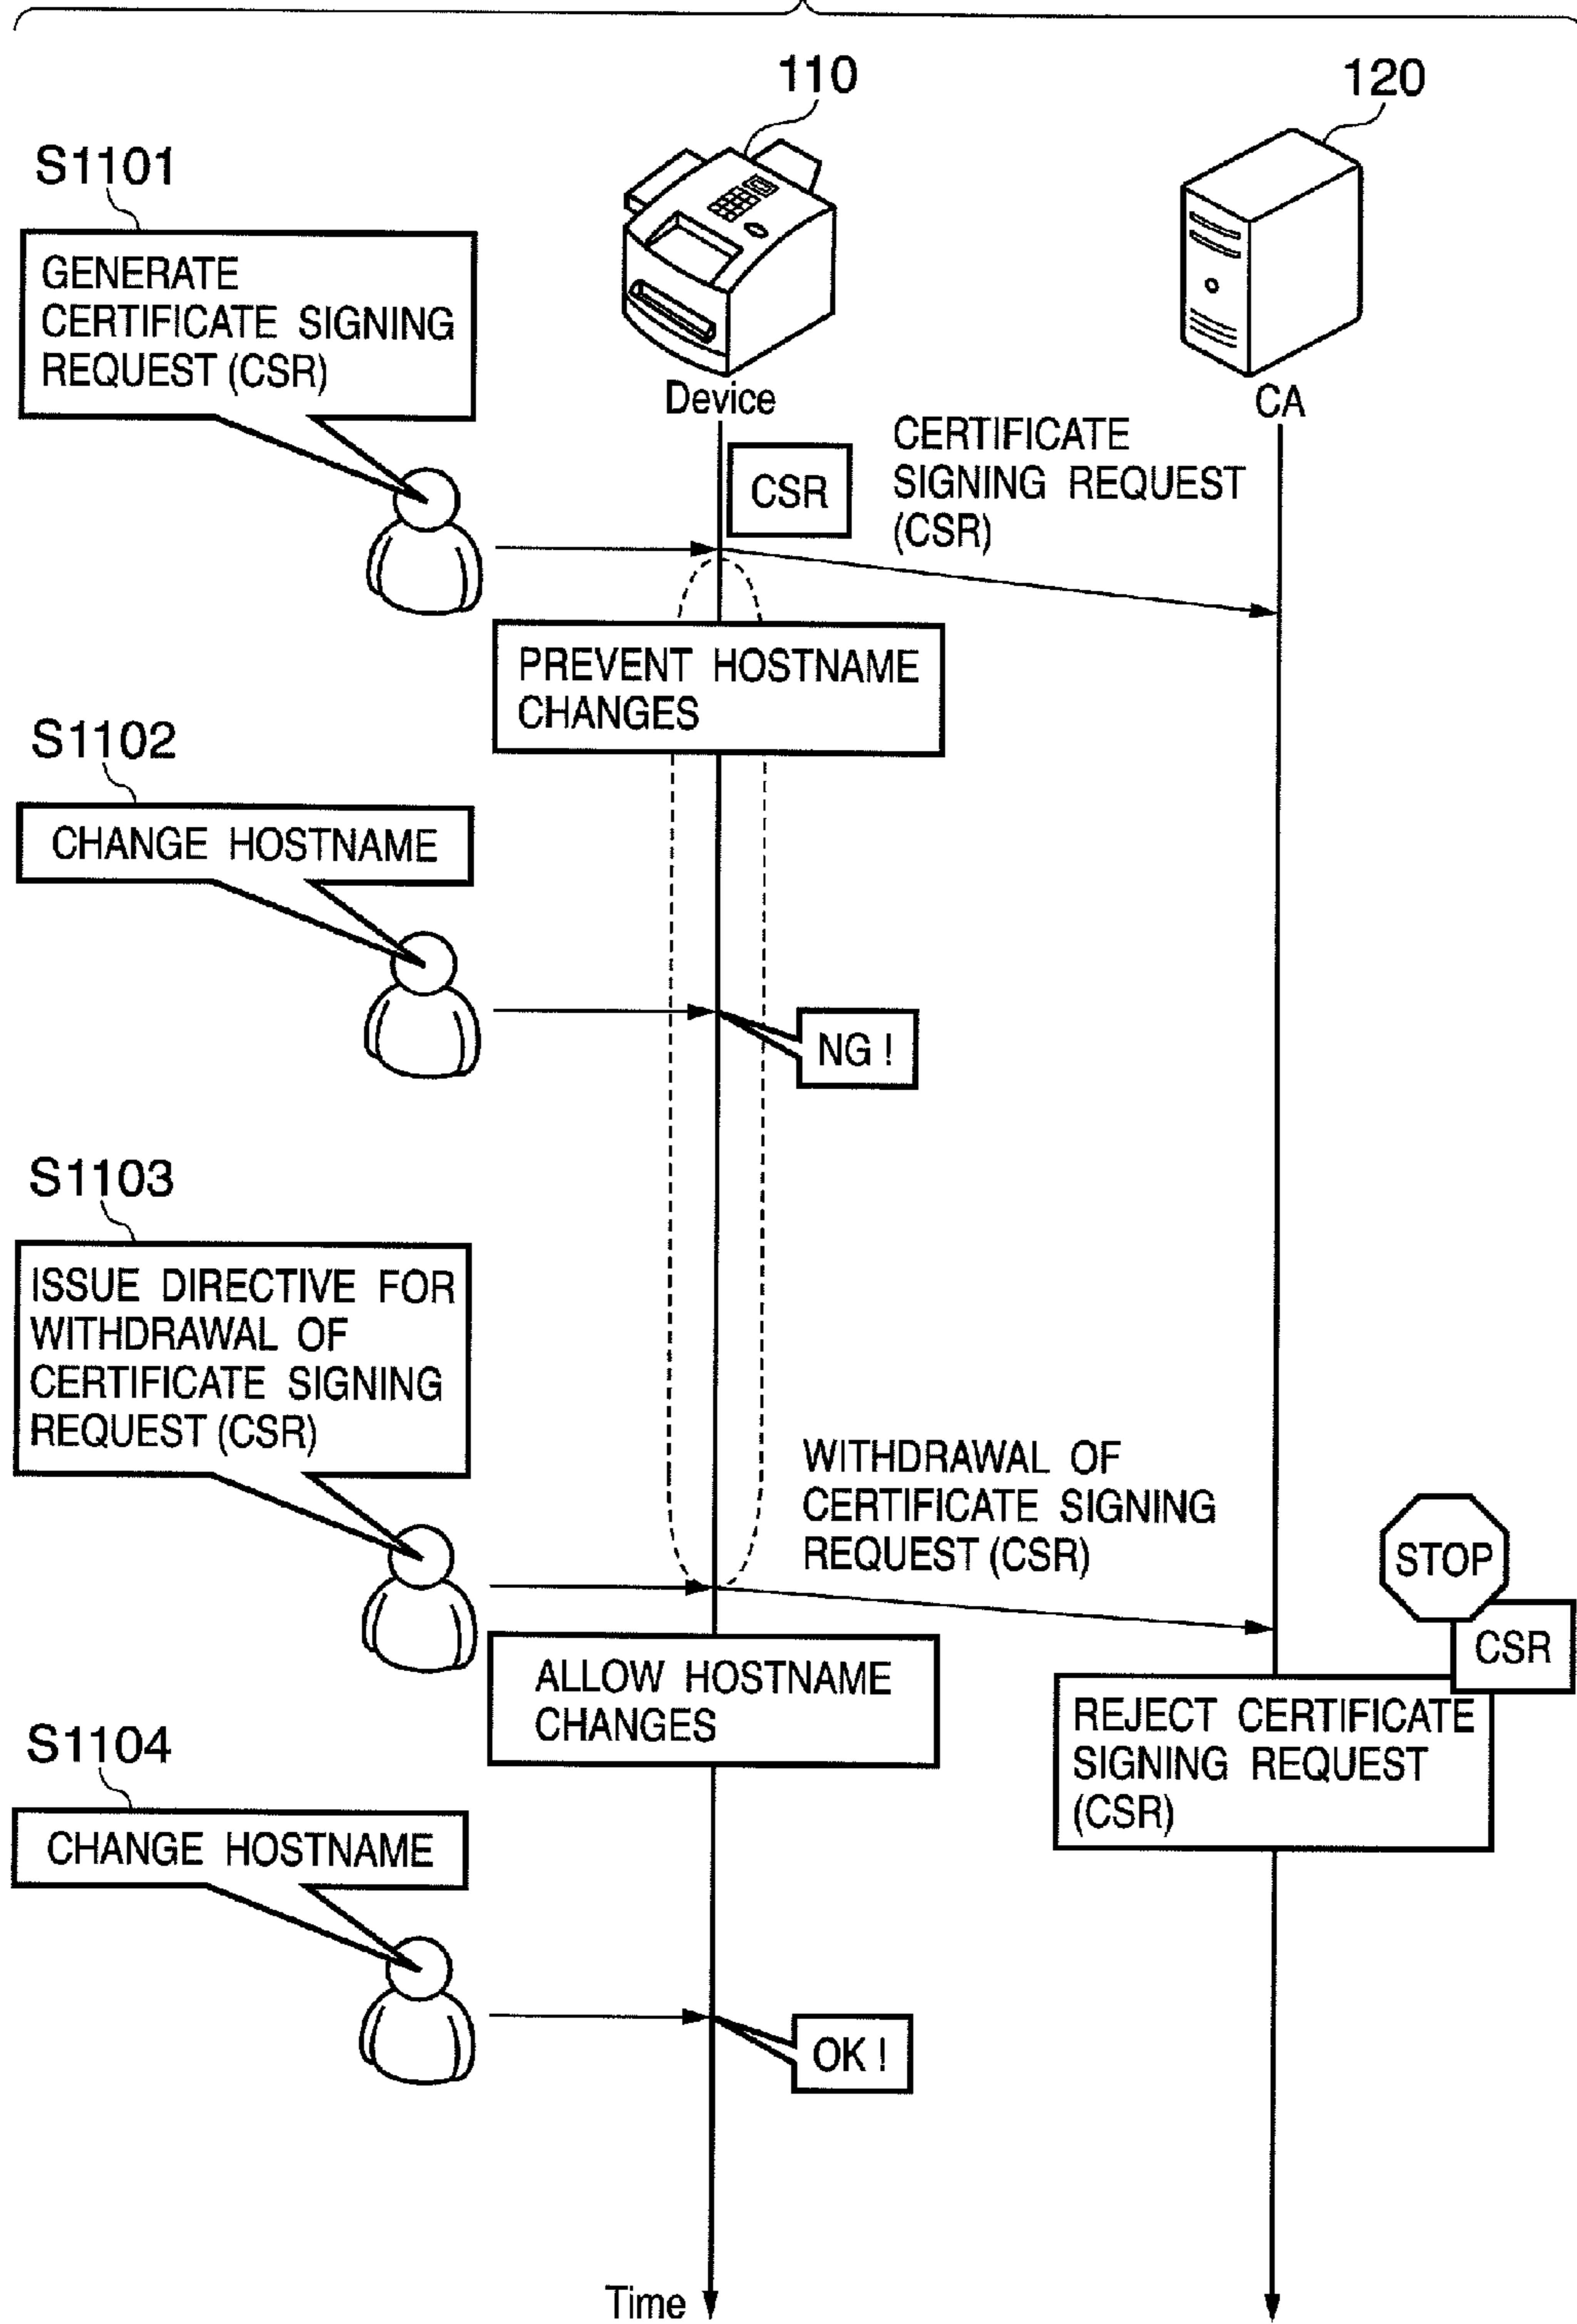 110
120
S1101
GENERATE
CERTIFICATE SIGNING
REQUEST (CSR)
Device
CA
CSR
CERTIFICATE
SIGNING REQUEST
(CSR)
PREVENT HOSTNAME
CHANGES
S1102
CHANGE HOSTNAME
NG !
S1103
ISSUE DIRECTIVE FOR
WITHDRAWAL OF
CERTIFICATE SIGNING
REQUEST (CSR)
WITHDRAWAL OF
CERTIFICATE SIGNING
REQUEST (CSR)
STOP
CSR
ALLOW HOSTNAME
CHANGES
REJECT CERTIFICATE
SIGNING REQUEST
(CSR)
S1104
CHANGE HOSTNAME
OK !
Time